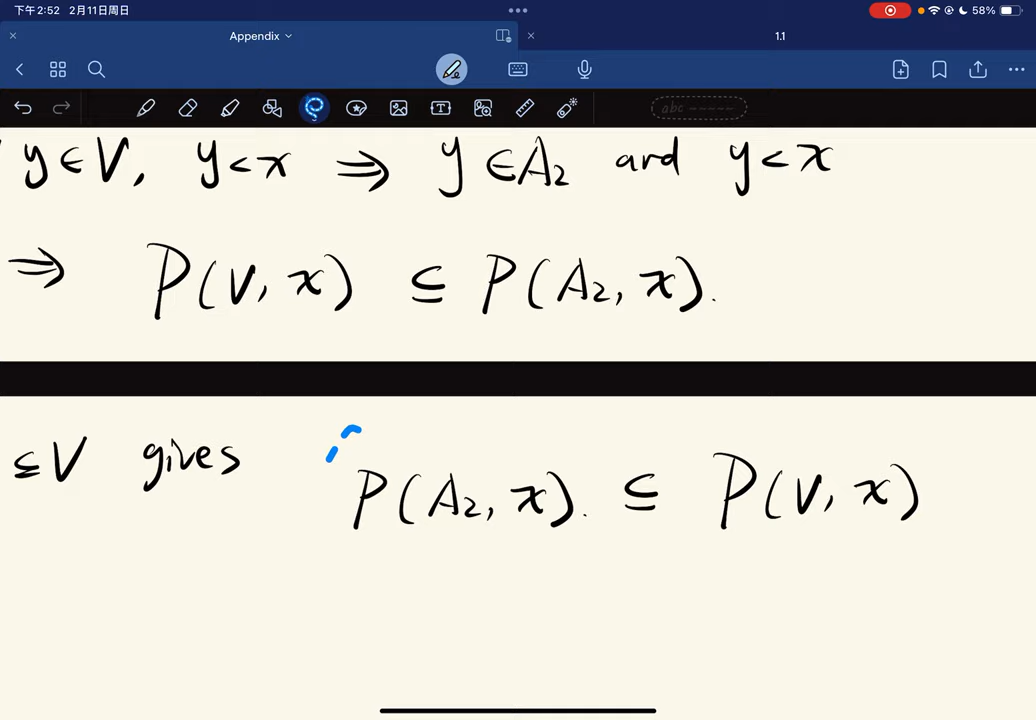 下午2:52 2月11日周日 58%
Appendix 1.1
abc
y∈V, y<x ⇒ y∈A₂ and y<x
⇒ P(V, x) ⊆ P(A₂, x).
⊆V gives P(A₂, x). ⊆ P(V, x)